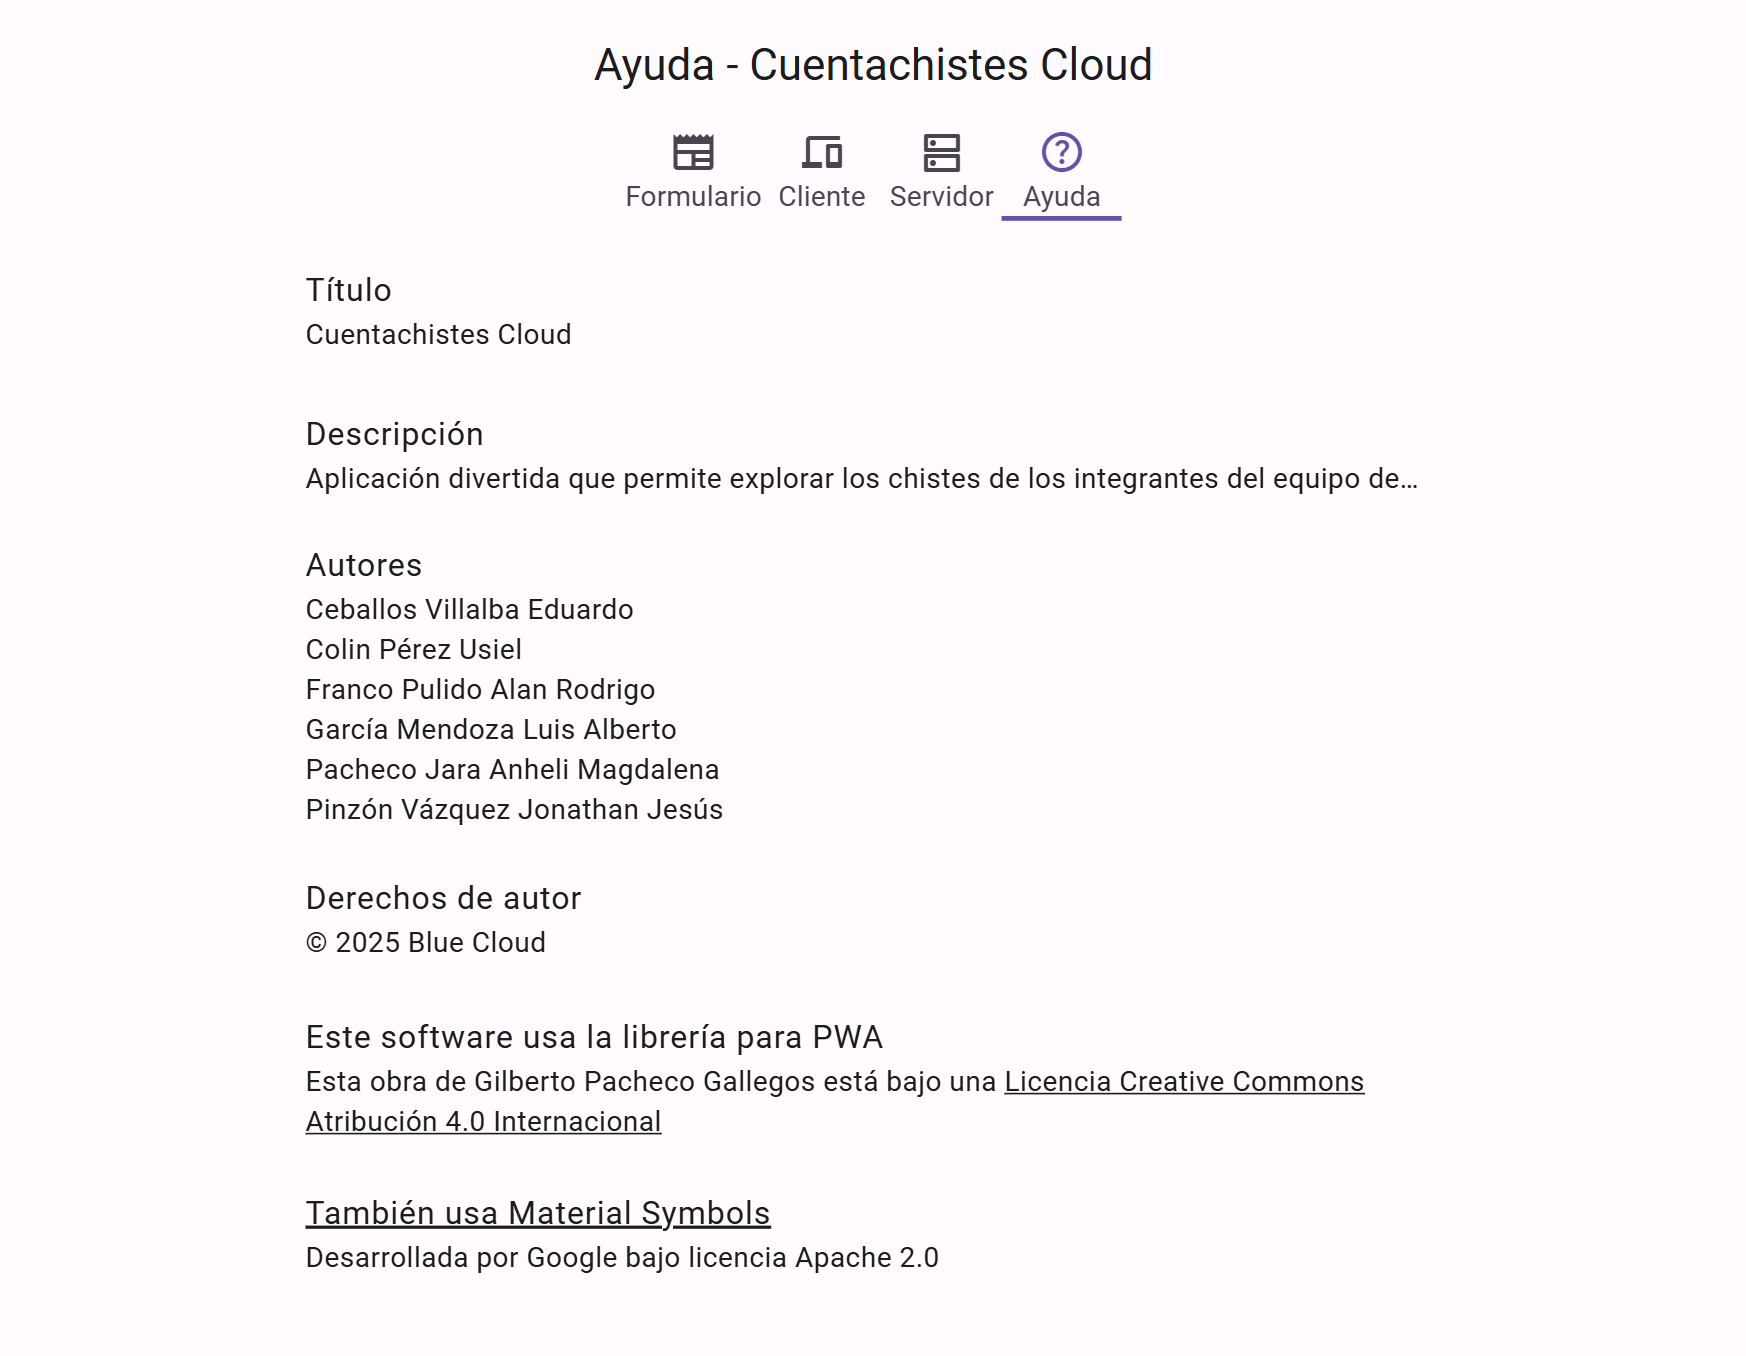 Ayuda - Cuentachistes Cloud
Formulario Cliente Servidor Ayuda
Título
Cuentachistes Cloud
Descripción
Aplicación divertida que permite explorar los chistes de los integrantes del equipo de…
Autores
Ceballos Villalba Eduardo
Colin Pérez Usiel
Franco Pulido Alan Rodrigo
García Mendoza Luis Alberto
Pacheco Jara Anheli Magdalena
Pinzón Vázquez Jonathan Jesús
Derechos de autor
© 2025 Blue Cloud
Este software usa la librería para PWA
Esta obra de Gilberto Pacheco Gallegos está bajo una Licencia Creative Commons
Atribución 4.0 Internacional
También usa Material Symbols
Desarrollada por Google bajo licencia Apache 2.0